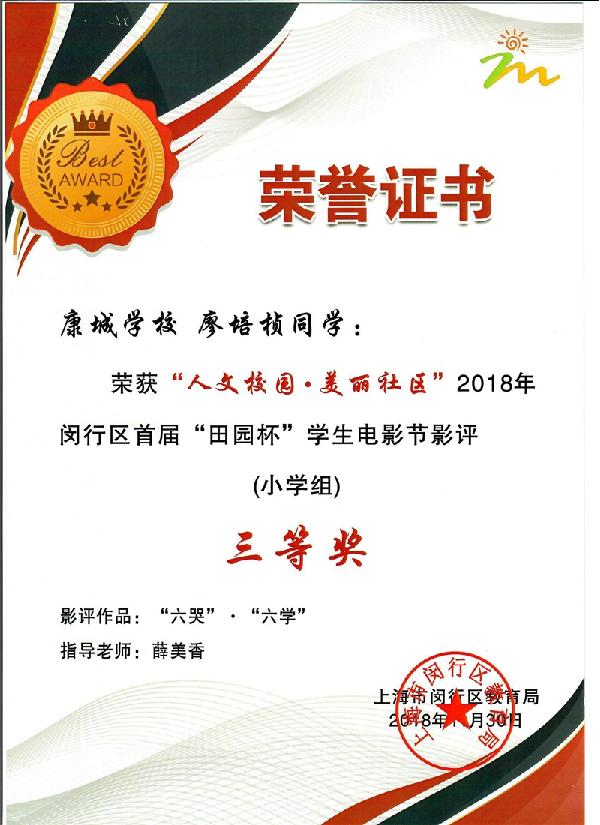 Best
AWARD
荣誉证书
康城学校 廖培桢同学：
荣获“人文校园·美丽社区”2018年
闵行区首届“田园杯”学生电影节影评
(小学组)
三等奖
影评作品：“六哭”·“六学”
指导老师：薛美香
上海市闵行区教育局
2018年11月30日
上海市闵行区教育局